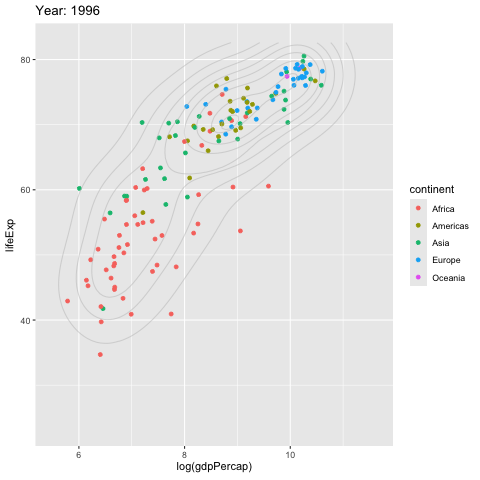 Year: 1996
80
60
40
lifeExp
6
8
10
log(gdpPercap)
continent
Africa
Americas
Asia
Europe
Oceania